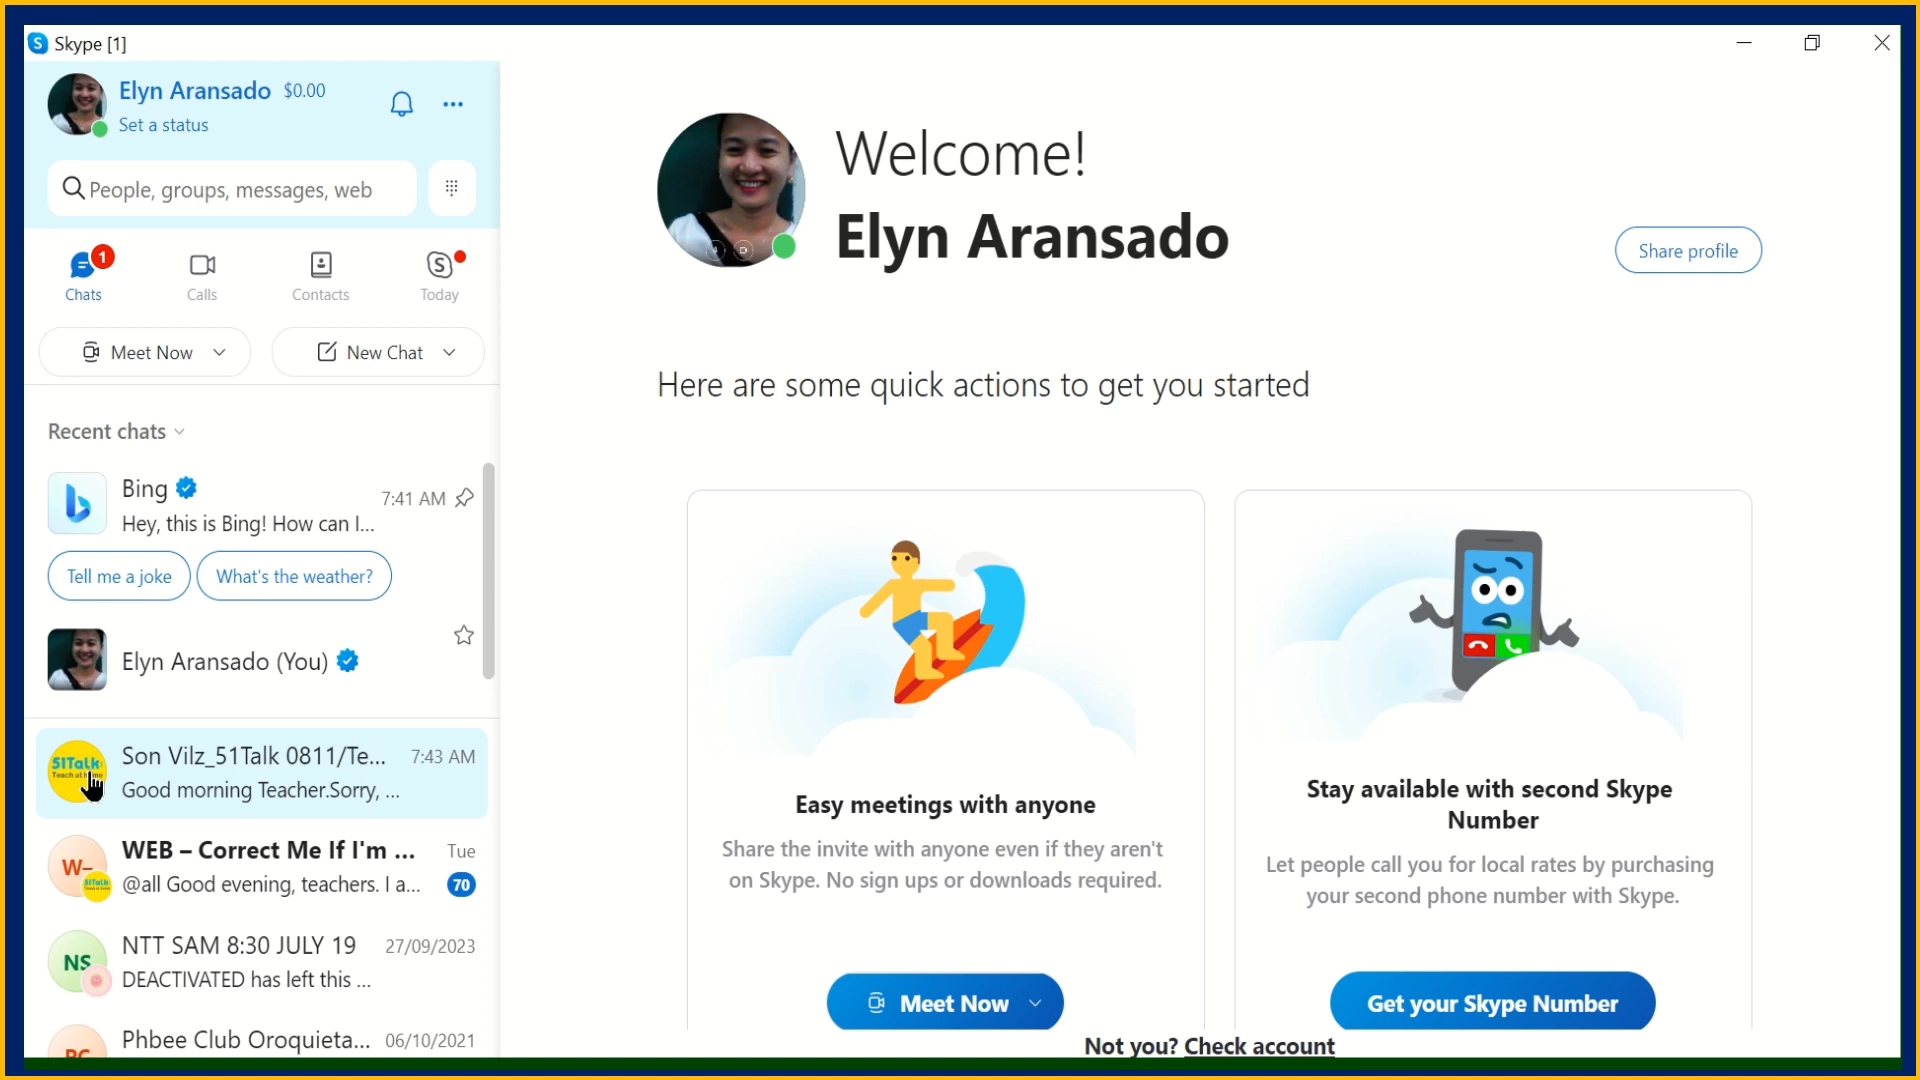 Skype [1]
Elyn Aransado $0.00
Set a status
People, groups, messages, web
1
Chats
Calls
Contacts
Today
Meet Now
New Chat
Recent chats
Bing
7:41 AM
Hey, this is Bing! How can I...
Tell me a joke
What's the weather?
Elyn Aransado (You)
51Talk
Son Vilz_51Talk 0811/Te...
7:43 AM
Good morning Teacher.Sorry, ...
W–
51Talk
WEB – Correct Me If I'm ...
Tue
@all Good evening, teachers. I a...
70
NS
NTT SAM 8:30 JULY 19
27/09/2023
DEACTIVATED has left this ...
PC
Phbee Club Oroquieta...
06/10/2021
Welcome!
Elyn Aransado
Share profile
Here are some quick actions to get you started
Easy meetings with anyone
Share the invite with anyone even if they aren't
on Skype. No sign ups or downloads required.
Meet Now
Stay available with second Skype
Number
Let people call you for local rates by purchasing
your second phone number with Skype.
Get your Skype Number
Not you? Check account